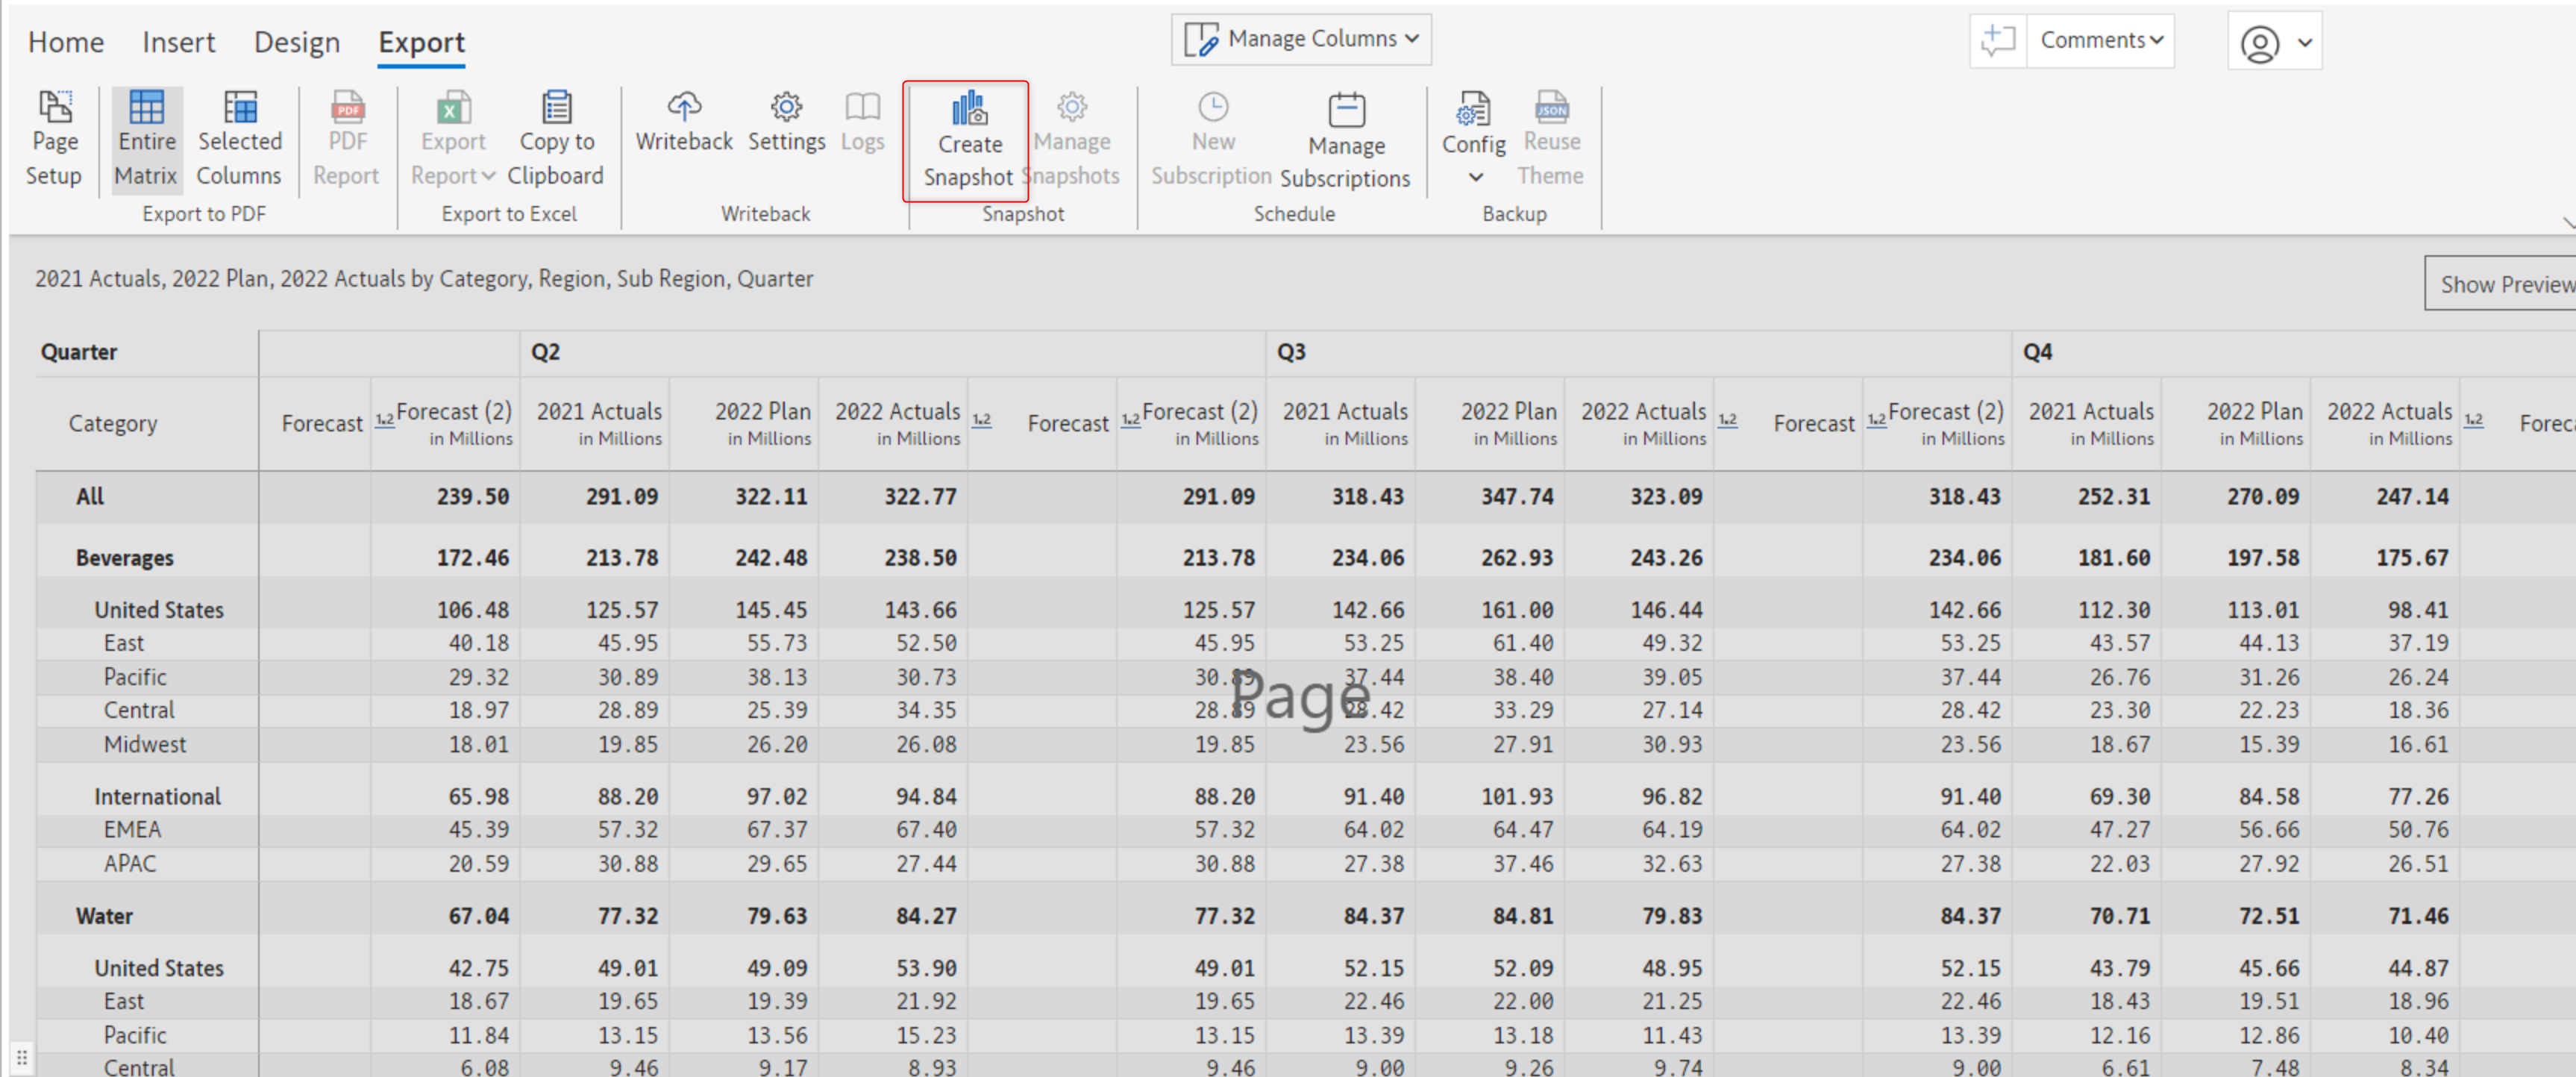 Home Insert Design Export Manage Columns Comments
Page Setup Entire Matrix Selected Columns PDF Report Export Report Copy to Clipboard Writeback Settings Logs Create Snapshot Manage Snapshots New Subscription Manage Subscriptions Config Reuse Theme
Export to PDF Export to Excel Writeback Snapshot Schedule Backup
2021 Actuals, 2022 Plan, 2022 Actuals by Category, Region, Sub Region, Quarter Show Preview
Quarter Q2 Q3 Q4
Category Forecast Forecast (2) in Millions 2021 Actuals in Millions 2022 Plan in Millions 2022 Actuals in Millions Forecast Forecast (2) in Millions 2021 Actuals in Millions 2022 Plan in Millions 2022 Actuals in Millions Forecast Forecast (2) in Millions 2021 Actuals in Millions 2022 Plan in Millions 2022 Actuals in Millions
All 239.50 291.09 322.11 322.77 291.09 318.43 347.74 323.09 318.43 252.31 270.09 247.14
Beverages 172.46 213.78 242.48 238.50 213.78 234.06 262.93 243.26 234.06 181.60 197.58 175.67
United States 106.48 125.57 145.45 143.66 125.57 142.66 161.00 146.44 142.66 112.30 113.01 98.41
East 40.18 45.95 55.73 52.50 45.95 53.25 61.40 49.32 53.25 43.57 44.13 37.19
Pacific 29.32 30.89 38.13 30.73 30.89 37.44 38.40 39.05 37.44 26.76 31.26 26.24
Page
Central 18.97 28.89 25.39 34.35 28.89 28.42 33.29 27.14 28.42 23.30 22.23 18.36
Midwest 18.01 19.85 26.20 26.08 19.85 23.56 27.91 30.93 23.56 18.67 15.39 16.61
International 65.98 88.20 97.02 94.84 88.20 91.40 101.93 96.82 91.40 69.30 84.58 77.26
EMEA 45.39 57.32 67.37 67.40 57.32 64.02 64.47 64.19 64.02 47.27 56.66 50.76
APAC 20.59 30.88 29.65 27.44 30.88 27.38 37.46 32.63 27.38 22.03 27.92 26.51
Water 67.04 77.32 79.63 84.27 77.32 84.37 84.81 79.83 84.37 70.71 72.51 71.46
United States 42.75 49.01 49.09 53.90 49.01 52.15 52.09 48.95 52.15 43.79 45.66 44.87
East 18.67 19.65 19.39 21.92 19.65 22.46 22.00 21.25 22.46 18.43 19.51 18.96
Pacific 11.84 13.15 13.56 15.23 13.15 13.39 13.18 11.43 13.39 12.16 12.86 10.40
Central 6.08 9.46 9.17 8.93 9.46 9.00 9.26 9.74 9.00 6.61 7.48 8.34